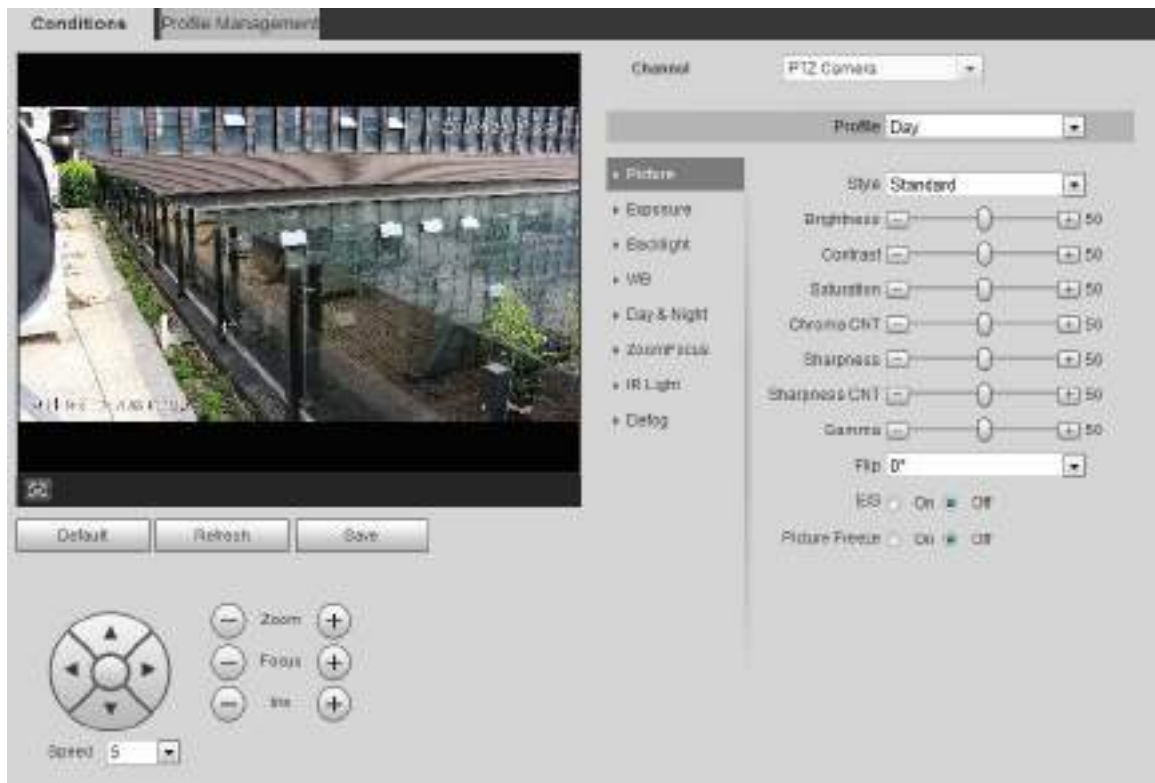 Conditions
Profile Management
Channel PTZ Camera
Profile Day
Picture
Exposure
Backlight
WB
Day & Night
ZoomFocus
IR Light
Defog
Style Standard
Brightness 50
Contrast 50
Saturation 50
Chroma CNT 50
Sharpness 50
Sharpness CNT 50
Gamma 50
Flip 0°
EIS On Off
Picture Freeze On Off
Default Refresh Save
Zoom
Focus
Iris
Speed 5